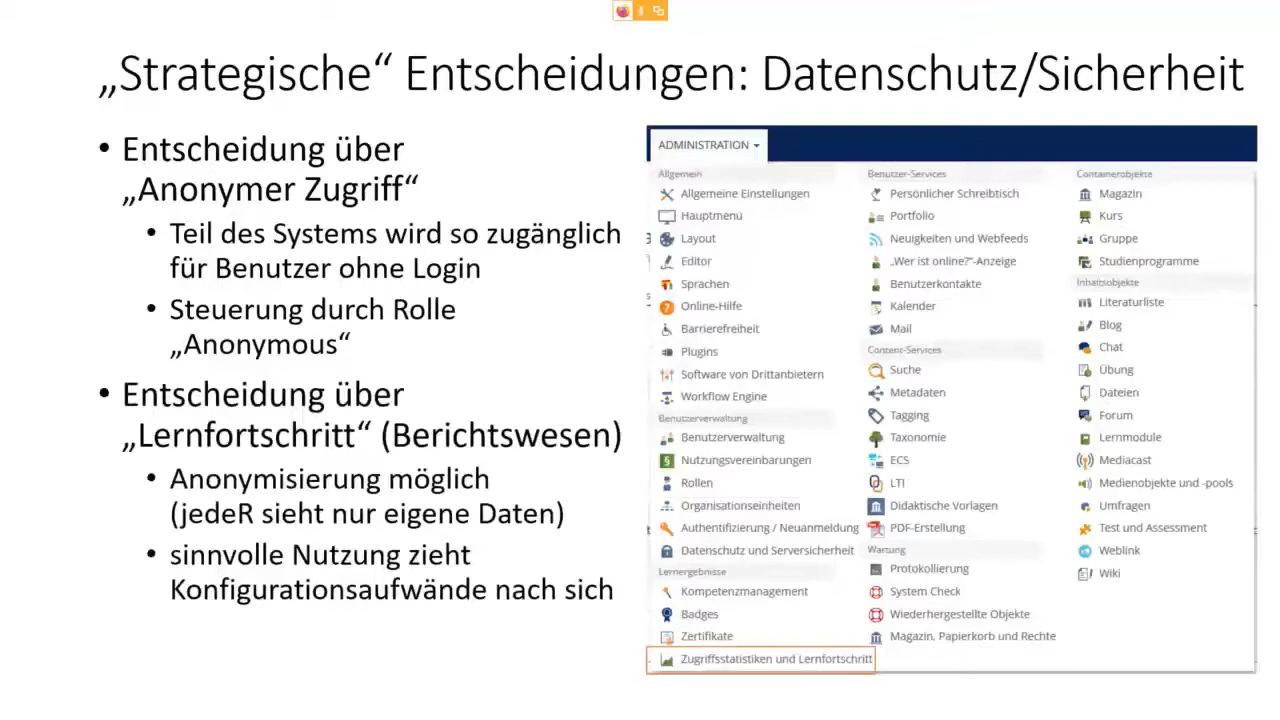 „Strategische“ Entscheidungen: Datenschutz/Sicherheit
• Entscheidung über
„Anonymer Zugriff“
• Teil des Systems wird so zugänglich
für Benutzer ohne Login
• Steuerung durch Rolle
„Anonymous“
• Entscheidung über
„Lernfortschritt“ (Berichtswesen)
• Anonymisierung möglich
(jedeR sieht nur eigene Daten)
• sinnvolle Nutzung zieht
Konfigurationsaufwände nach sich
ADMINISTRATION
Allgemein
Allgemeine Einstellungen
Hauptmenü
Layout
Editor
Sprachen
Online-Hilfe
Barrierefreiheit
Plugins
Software von Drittanbietern
Workflow Engine
Benutzerverwaltung
Benutzerverwaltung
Nutzungsvereinbarungen
Rollen
Organisationseinheiten
Authentifizierung / Neuanmeldung
Datenschutz und Serversicherheit
Lernergebnisse
Kompetenzmanagement
Badges
Zertifikate
Zugriffsstatistiken und Lernfortschritt
Benutzer-Services
Persönlicher Schreibtisch
Portfolio
Neuigkeiten und Webfeeds
„Wer ist online?“-Anzeige
Benutzerkontakte
Kalender
Mail
Content-Services
Suche
Metadaten
Tagging
Taxonomie
ECS
LTI
Didaktische Vorlagen
PDF-Erstellung
Wartung
Protokollierung
System Check
Wiederhergestellte Objekte
Magazin, Papierkorb und Rechte
Containerobjekte
Magazin
Kurs
Gruppe
Studienprogramme
Inhaltsobjekte
Literaturliste
Blog
Chat
Übung
Dateien
Forum
Lernmodule
Mediacast
Medienobjekte und -pools
Umfragen
Test und Assessment
Weblink
Wiki